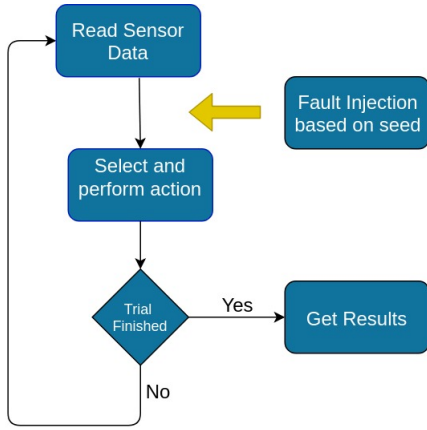 Read Sensor
Data
Fault Injection
based on seed
Select and
perform action
Trial
Finished
Yes
Get Results
No